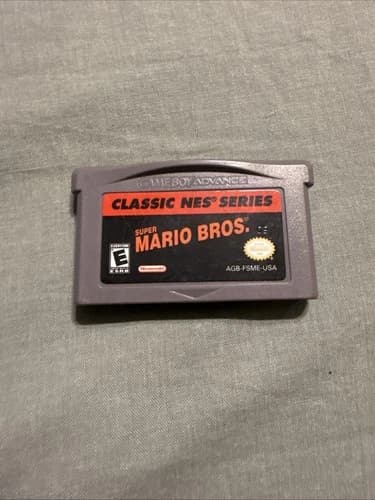 GAME BOY ADVANCE
CLASSIC NES® SERIES
SUPER
MARIO BROS.
EVERYONE
E
ESRB
Nintendo
AGB-FSME-USA